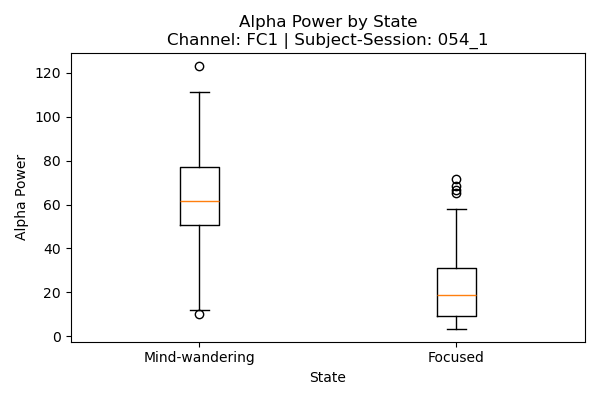 Alpha Power by State
Channel: FC1 | Subject-Session: 054_1
Alpha Power
120
100
80
60
40
20
0
Mind-wandering
Focused
State